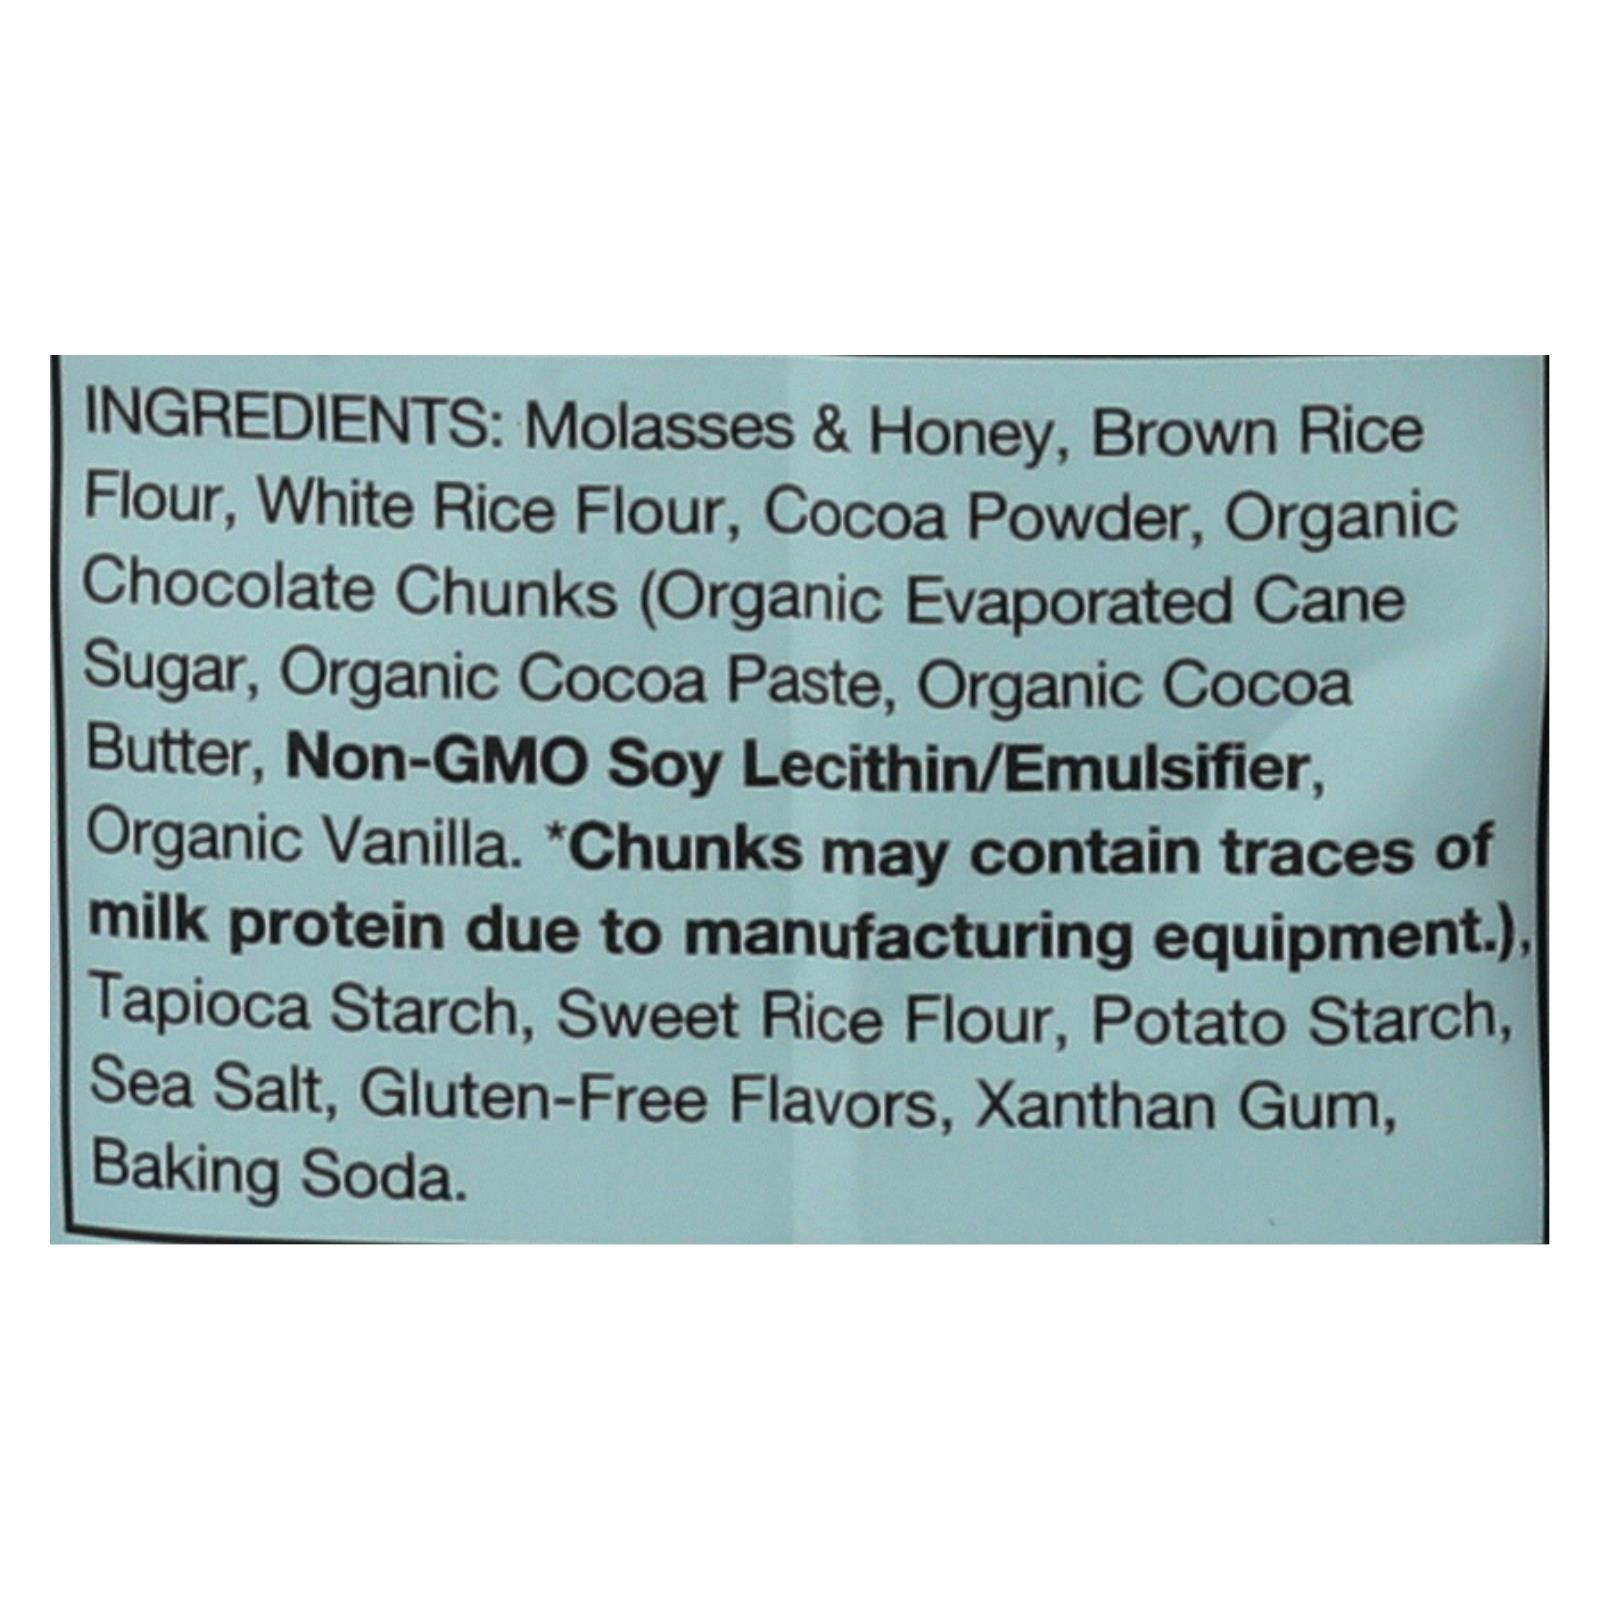 INGREDIENTS: Molasses & Honey, Brown Rice
Flour, White Rice Flour, Cocoa Powder, Organic
Chocolate Chunks (Organic Evaporated Cane
Sugar, Organic Cocoa Paste, Organic Cocoa
Butter, Non-GMO Soy Lecithin/Emulsifier,
Organic Vanilla. *Chunks may contain traces of
milk protein due to manufacturing equipment.),
Tapioca Starch, Sweet Rice Flour, Potato Starch,
Sea Salt, Gluten-Free Flavors, Xanthan Gum,
Baking Soda.